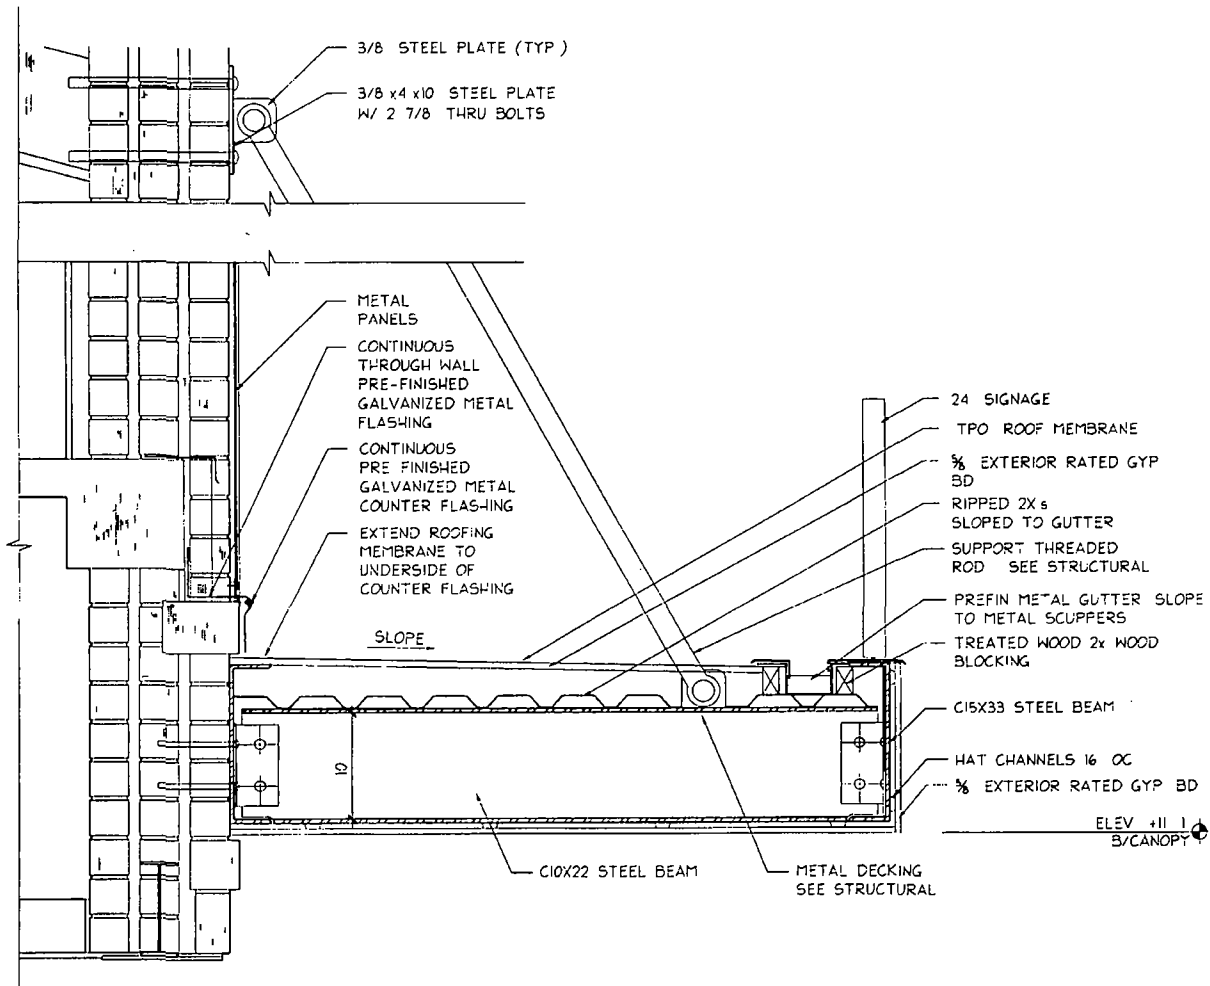 3/8 STEEL PLATE (TYP)
3/8 x4 x10 STEEL PLATE
W/ 2 7/8 THRU BOLTS
METAL
PANELS
CONTINUOUS
THROUGH WALL
PRE-FINISHED
GALVANIZED METAL
FLASHING
CONTINUOUS
PRE FINISHED
GALVANIZED METAL
COUNTER FLASHING
EXTEND ROOFING
MEMBRANE TO
UNDERSIDE OF
COUNTER FLASHING
SLOPE
24 SIGNAGE
TPO ROOF MEMBRANE
5/8 EXTERIOR RATED GYP
BD
RIPPED 2X s
SLOPED TO GUTTER
SUPPORT THREADED
ROD SEE STRUCTURAL
PREFIN METAL GUTTER SLOPE
TO METAL SCUPPERS
TREATED WOOD 2x WOOD
BLOCKING
C15X33 STEEL BEAM
HAT CHANNELS 16 OC
5/8 EXTERIOR RATED GYP BD
ELEV +11 1
B/CANOPY
10
C10X22 STEEL BEAM
METAL DECKING
SEE STRUCTURAL